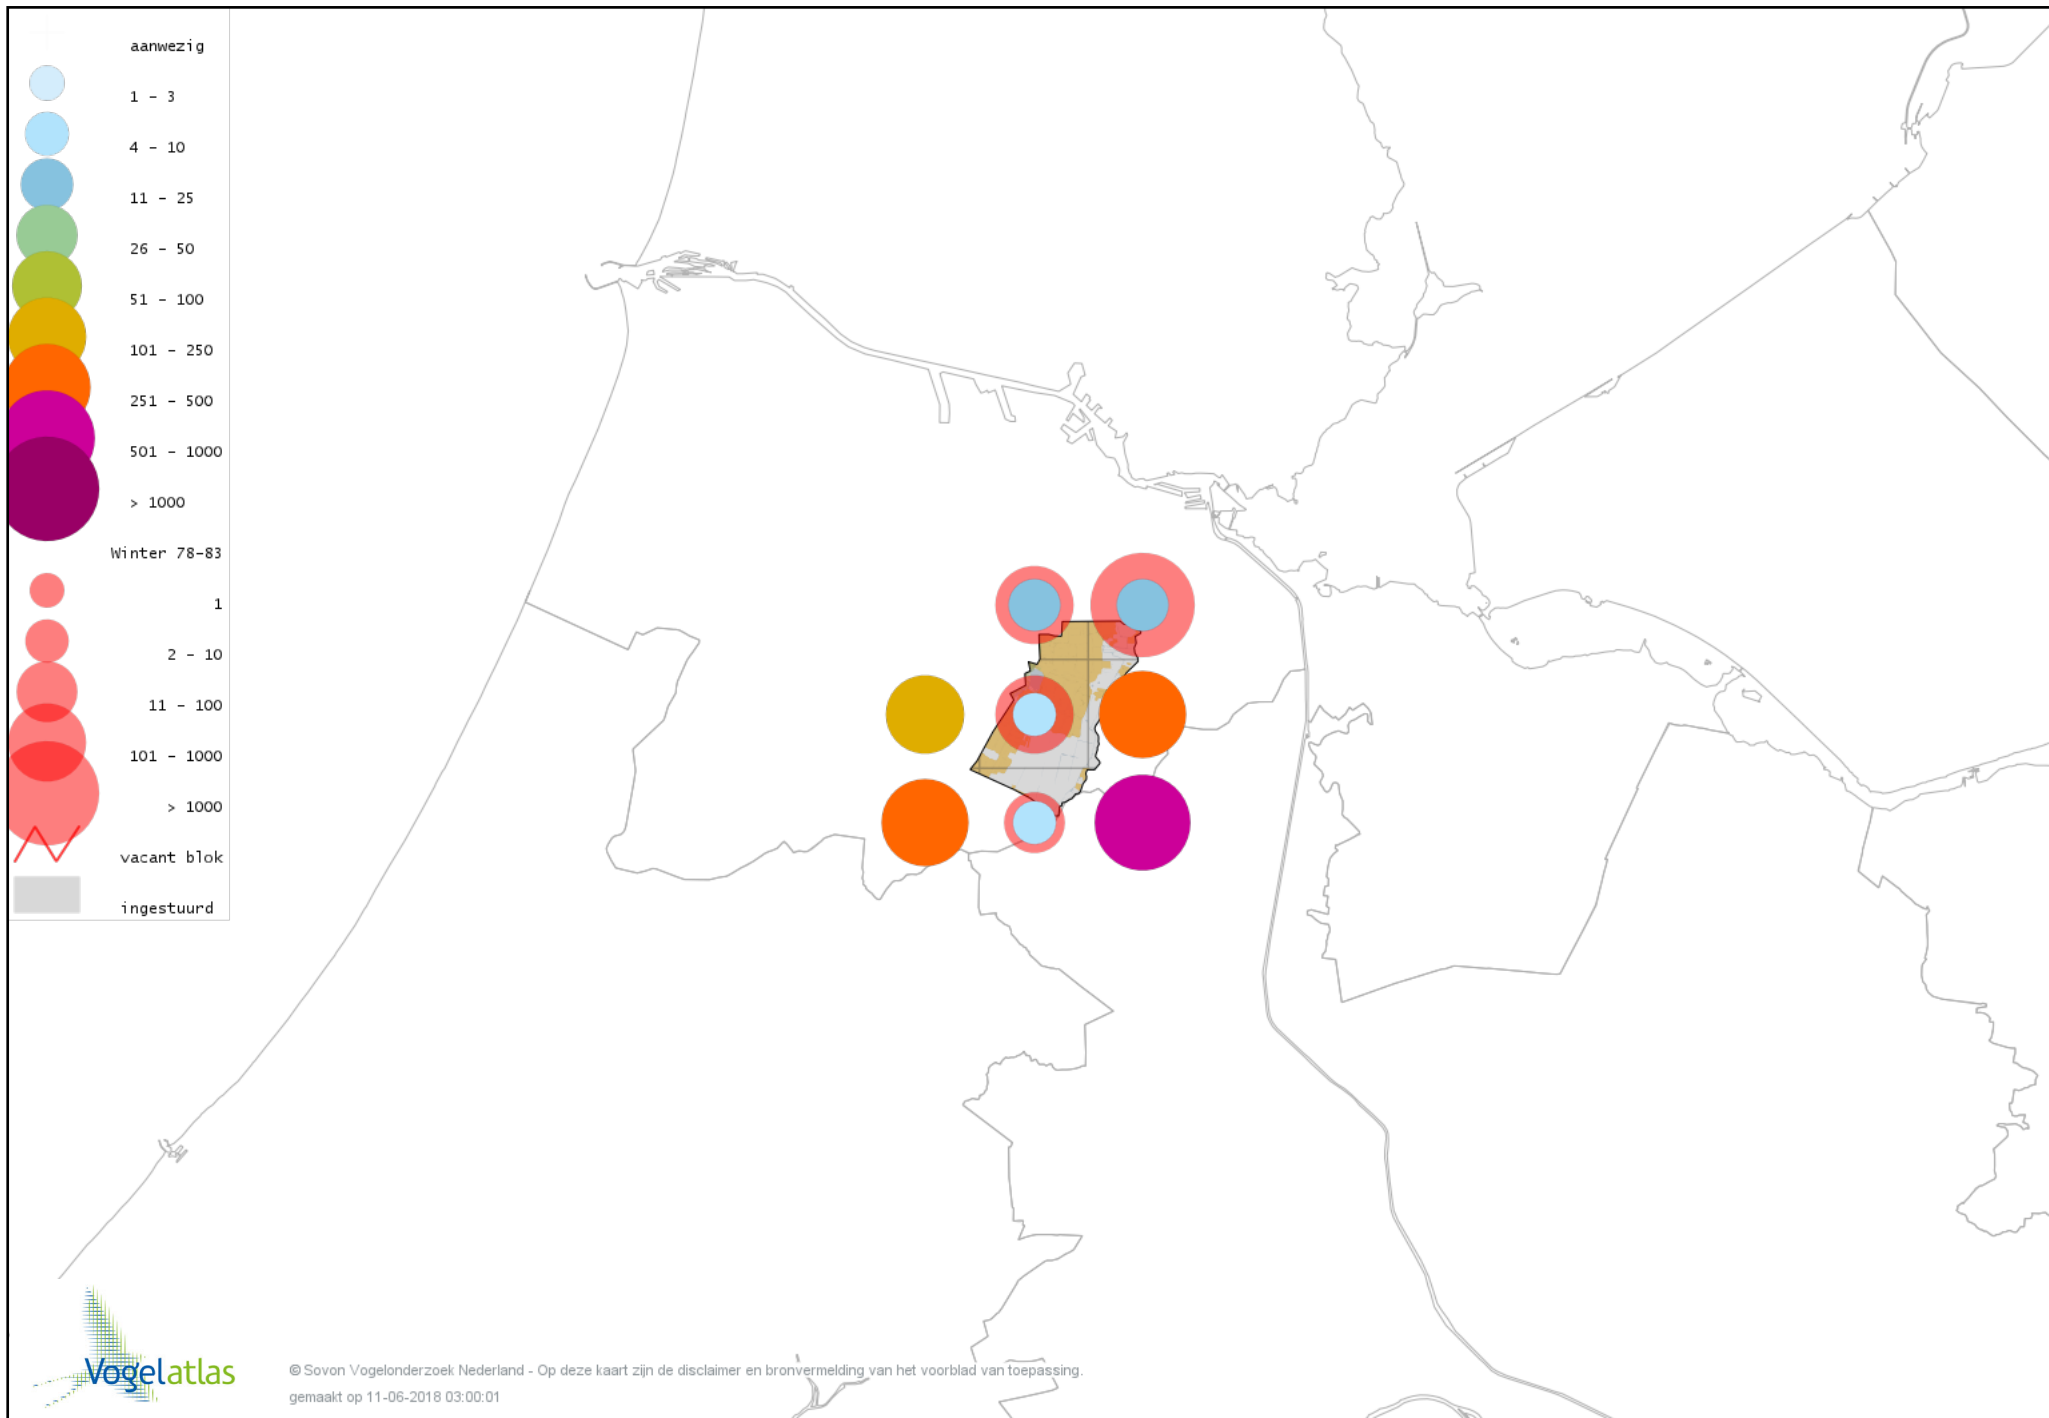 aanwezig
1 - 3
4 - 10
11 - 25
26 - 50
51 - 100
101 - 250
251 - 500
501 - 1000
> 1000
Winter 78-83
1
2 - 10
11 - 100
101 - 1000
> 1000
vacant blok
ingestuurd
Vogelatlas
© Sovon Vogelonderzoek Nederland - Op deze kaart zijn de disclaimer en bronvermelding van het voorblad van toepassing.
gemaakt op 11-06-2018 03:00:01